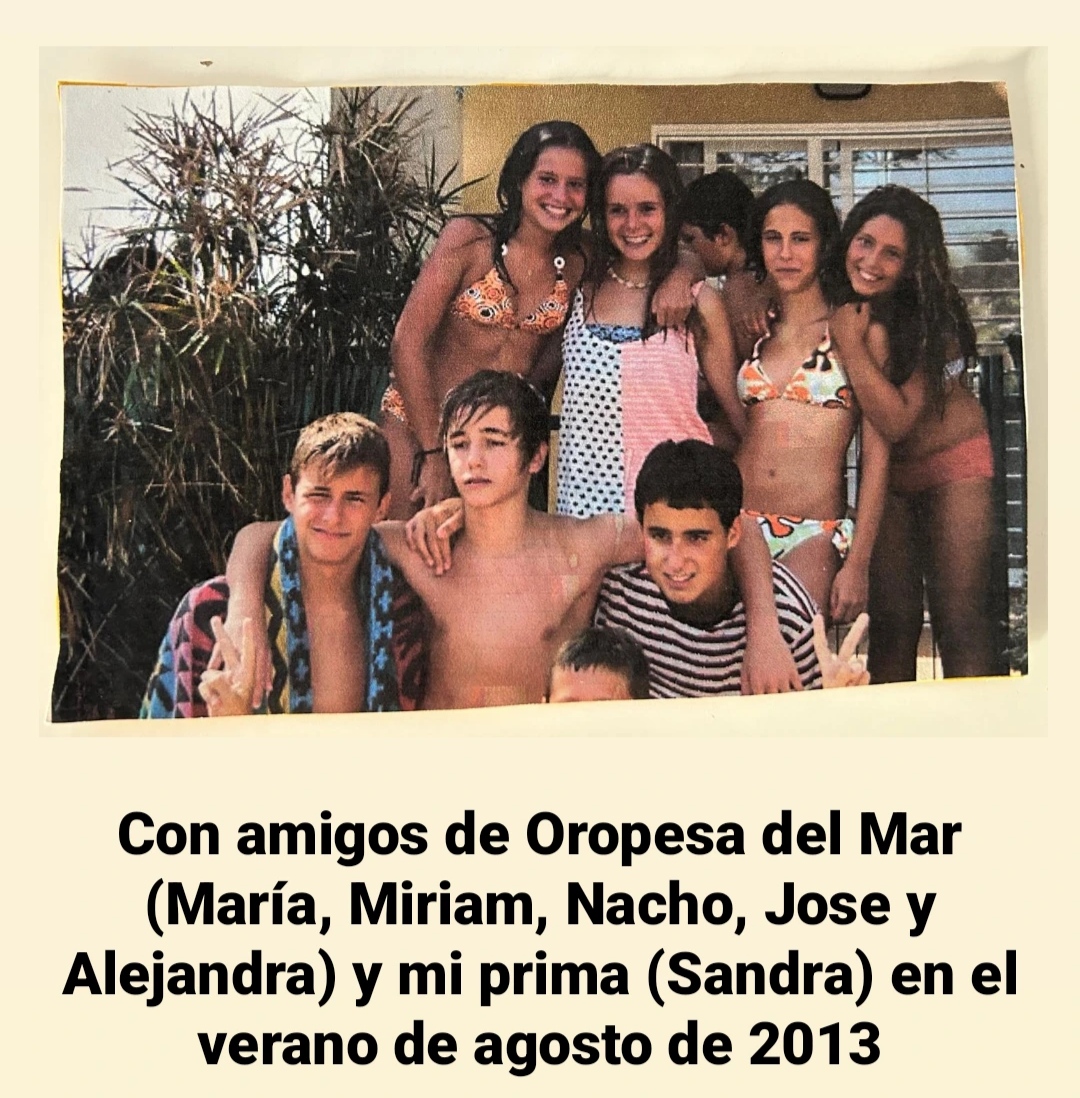 Con amigos de Oropesa del Mar
(María, Miriam, Nacho, Jose y
Alejandra) y mi prima (Sandra) en el
verano de agosto de 2013